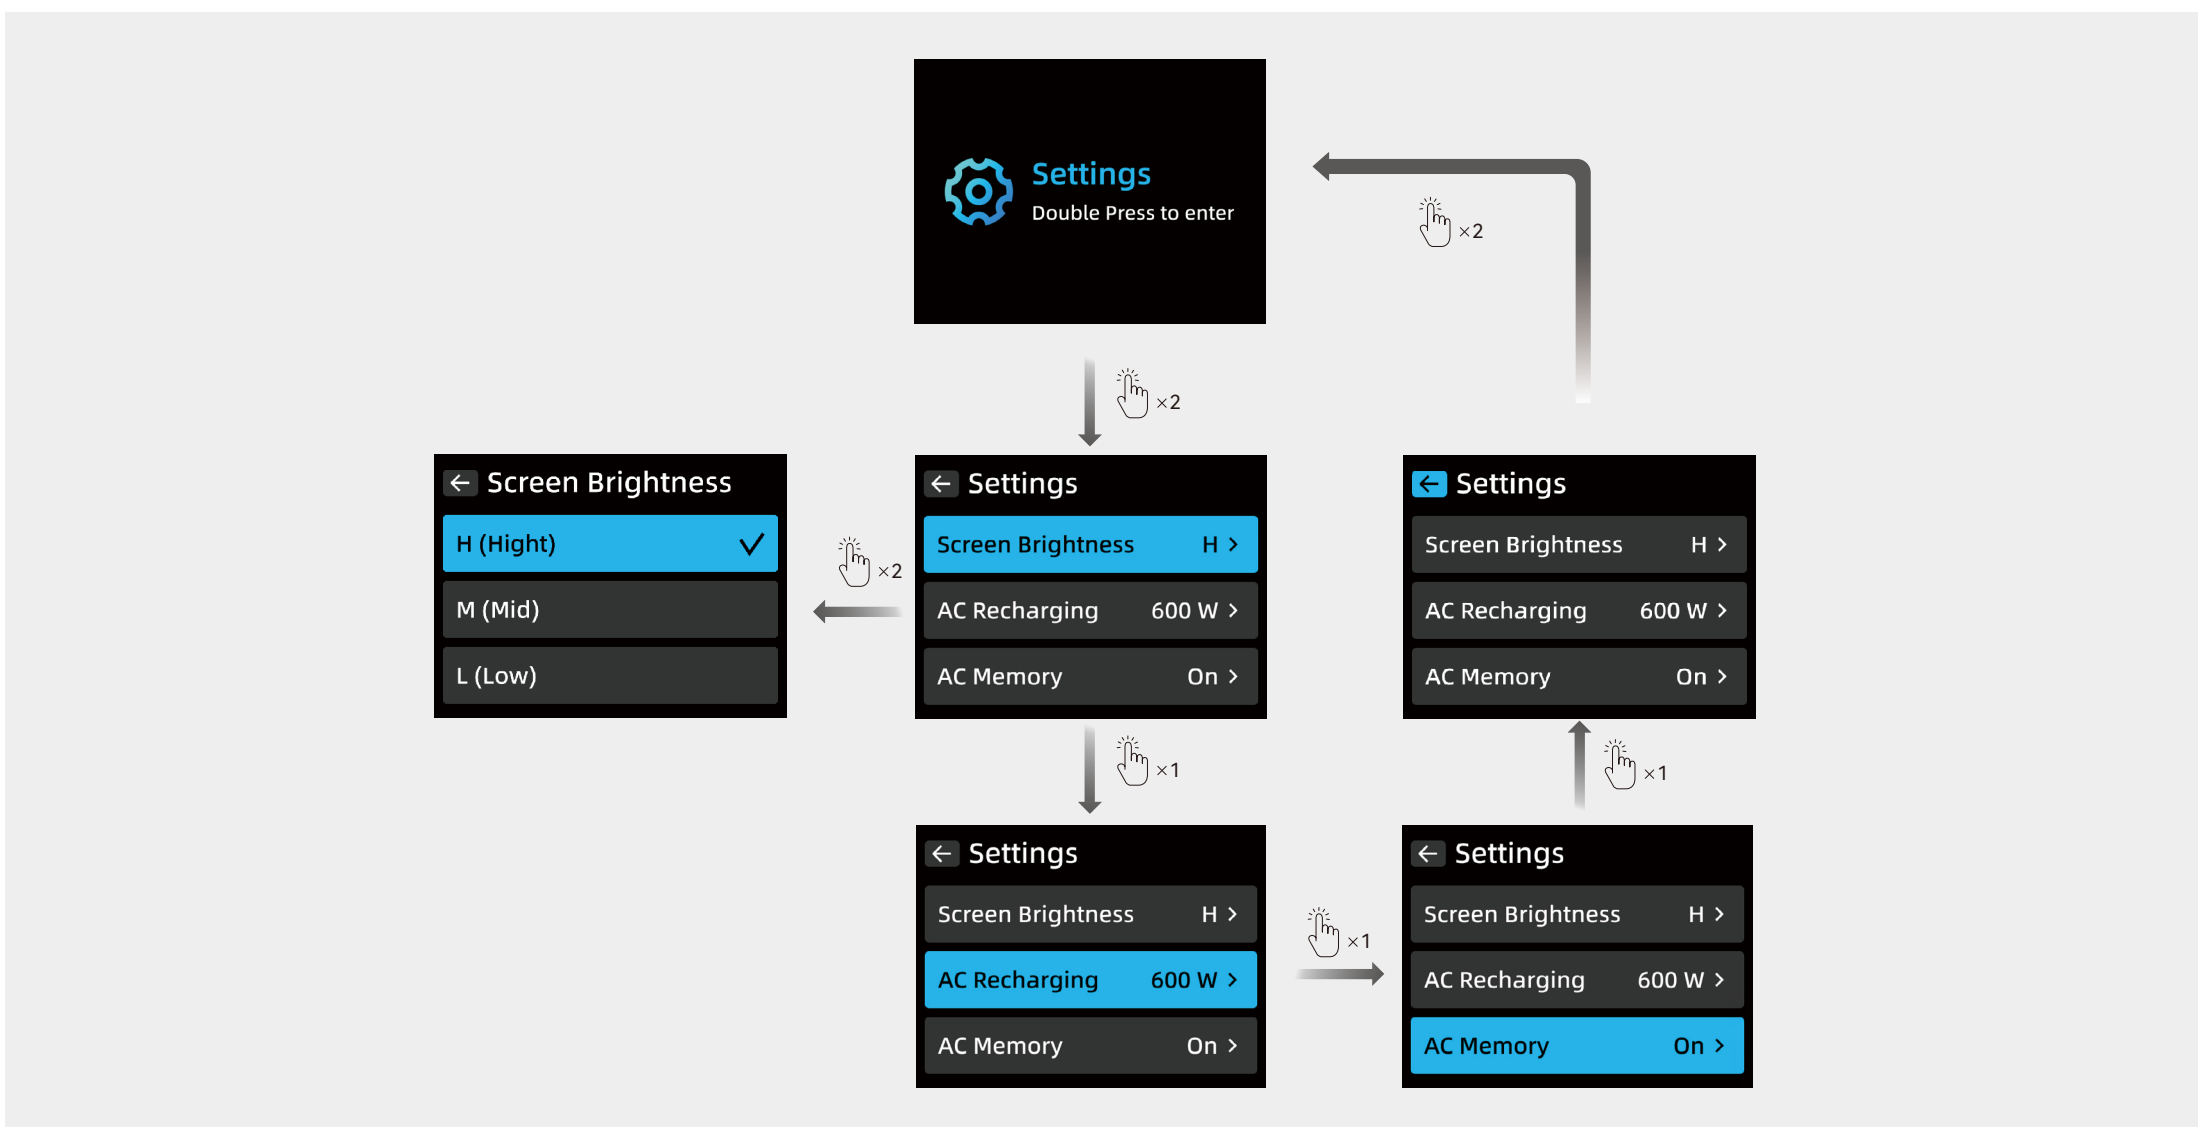 Settings
Double Press to enter
×2
×2
Screen Brightness
H (Hight)
M (Mid)
L (Low)
×2
Settings
Screen Brightness H >
AC Recharging 600 W >
AC Memory On >
Settings
Screen Brightness H >
AC Recharging 600 W >
AC Memory On >
×1
×1
Settings
Screen Brightness H >
AC Recharging 600 W >
AC Memory On >
×1
Settings
Screen Brightness H >
AC Recharging 600 W >
AC Memory On >